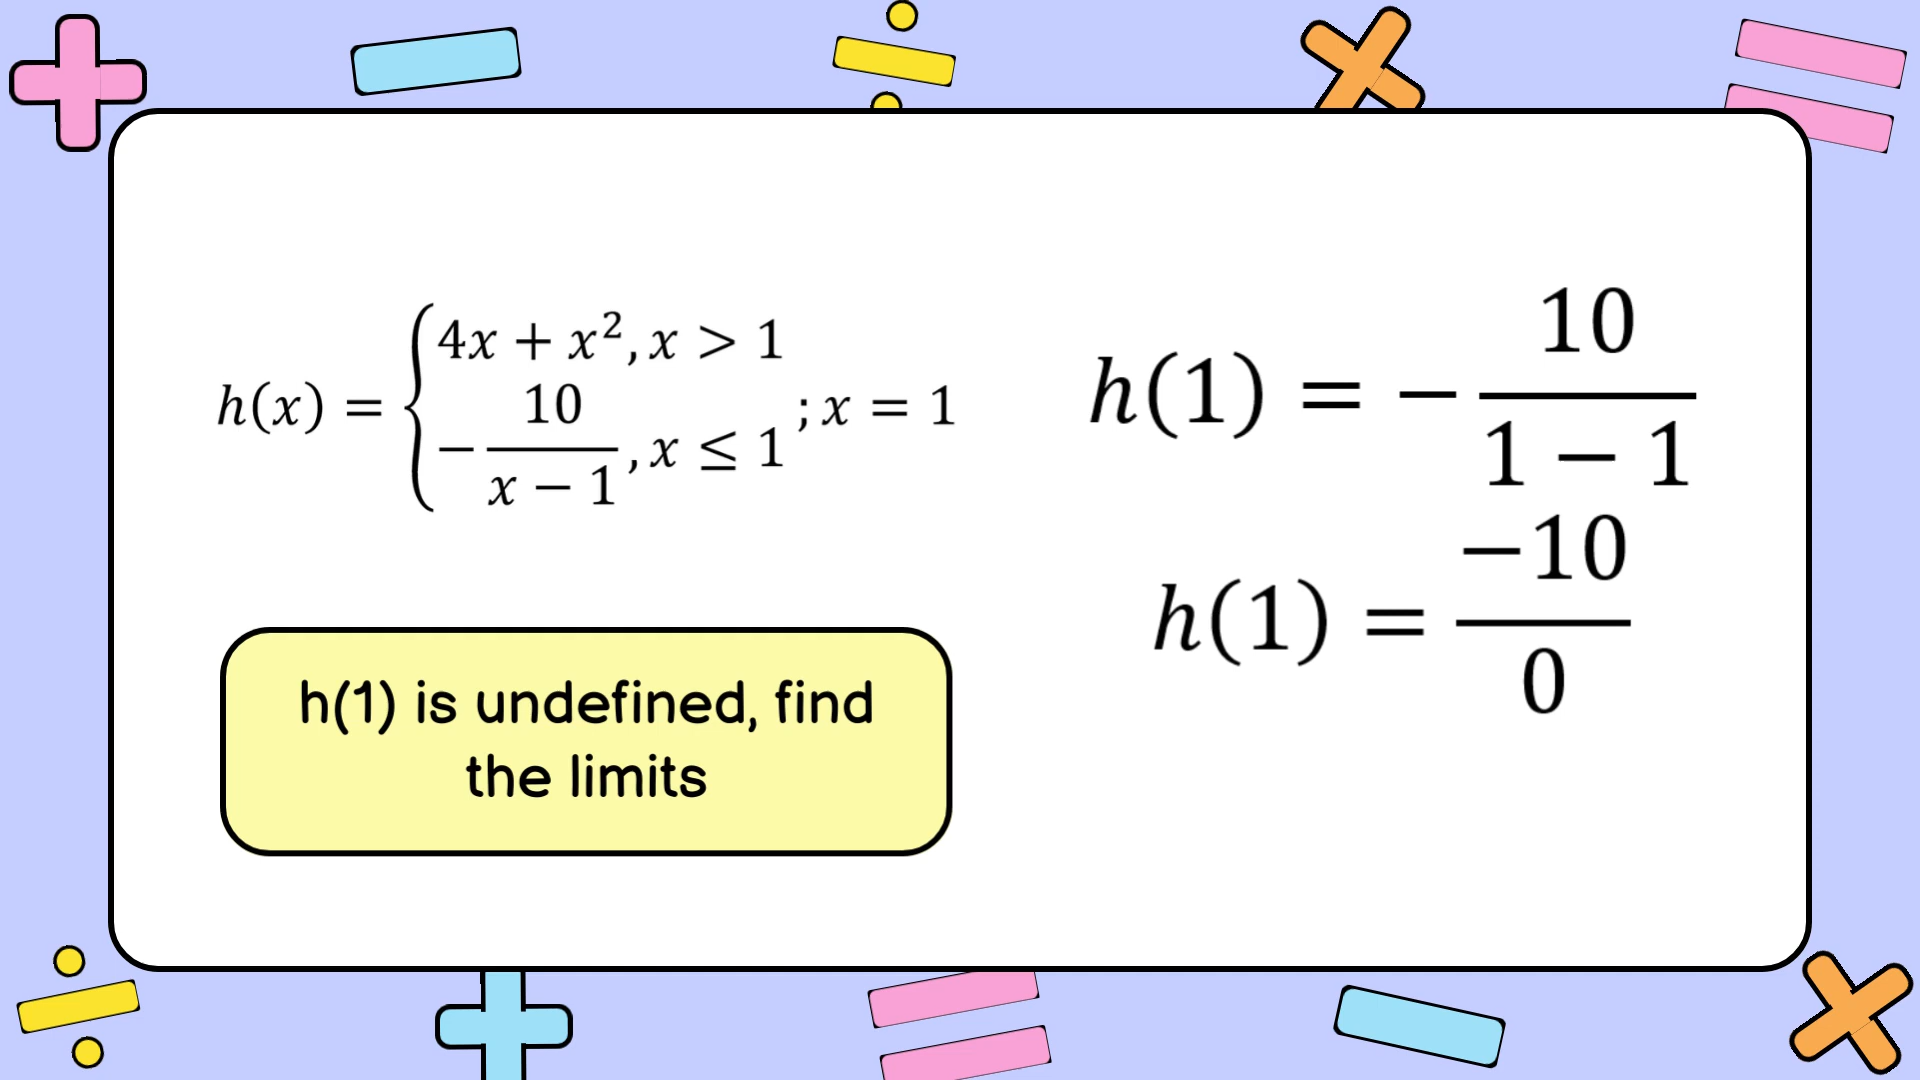 h(x) = { 4x + x², x > 1
− 10/(x − 1), x ≤ 1 ; x = 1
h(1) is undefined, find
the limits
h(1) = − 10/(1 − 1)
h(1) = −10/0